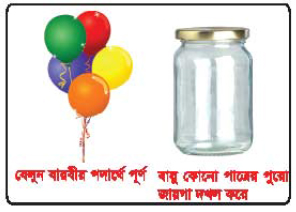 বেলুন বায়বীয় পদার্থে পূর্ণ
বায়ু কোনো পাত্রের পুরো
জায়গা দখল করে